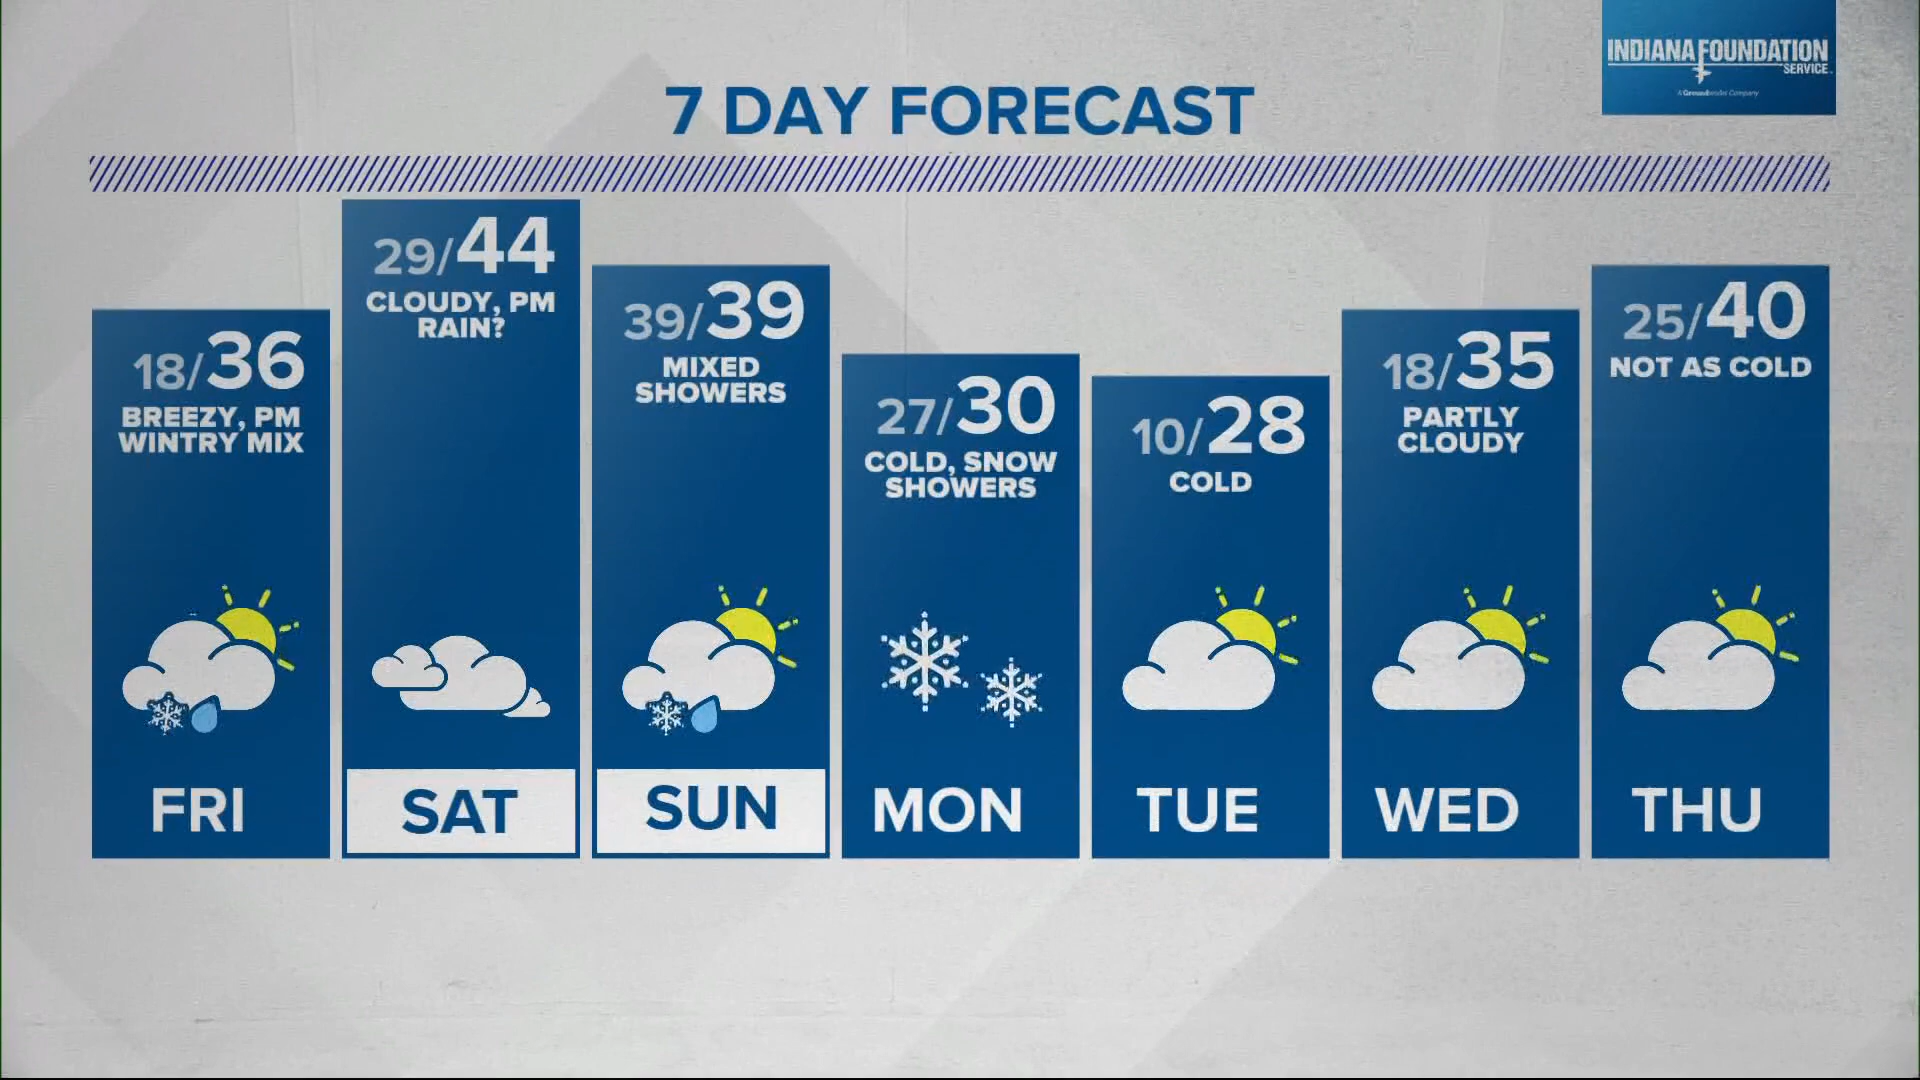 INDIANA FOUNDATION
SERVICE
A Groundworks Company
7 DAY FORECAST
18/36
BREEZY, PM
WINTRY MIX
FRI
29/44
CLOUDY, PM
RAIN?
SAT
39/39
MIXED
SHOWERS
SUN
27/30
COLD, SNOW
SHOWERS
MON
10/28
COLD
TUE
18/35
PARTLY
CLOUDY
WED
25/40
NOT AS COLD
THU